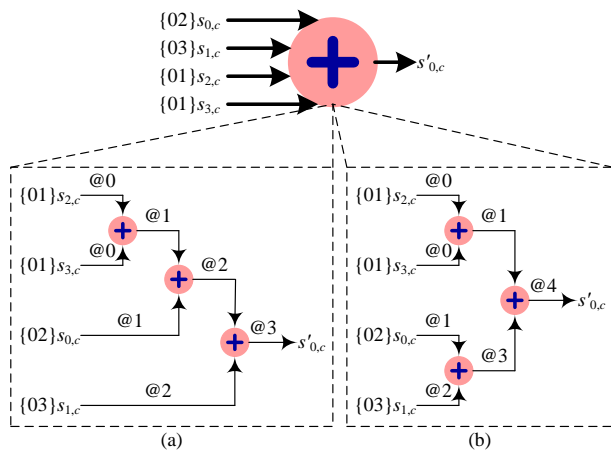 {02}s0,c
{03}s1,c
{01}s2,c
{01}s3,c
s'0,c
@0
{01}s2,c
@1
@0
{01}s3,c
@2
@1
{02}s0,c
@3
s'0,c
@2
{03}s1,c
(a)
@0
{01}s2,c
@1
@0
{01}s3,c
@4
s'0,c
@1
{02}s0,c
@3
@2
{03}s1,c
(b)